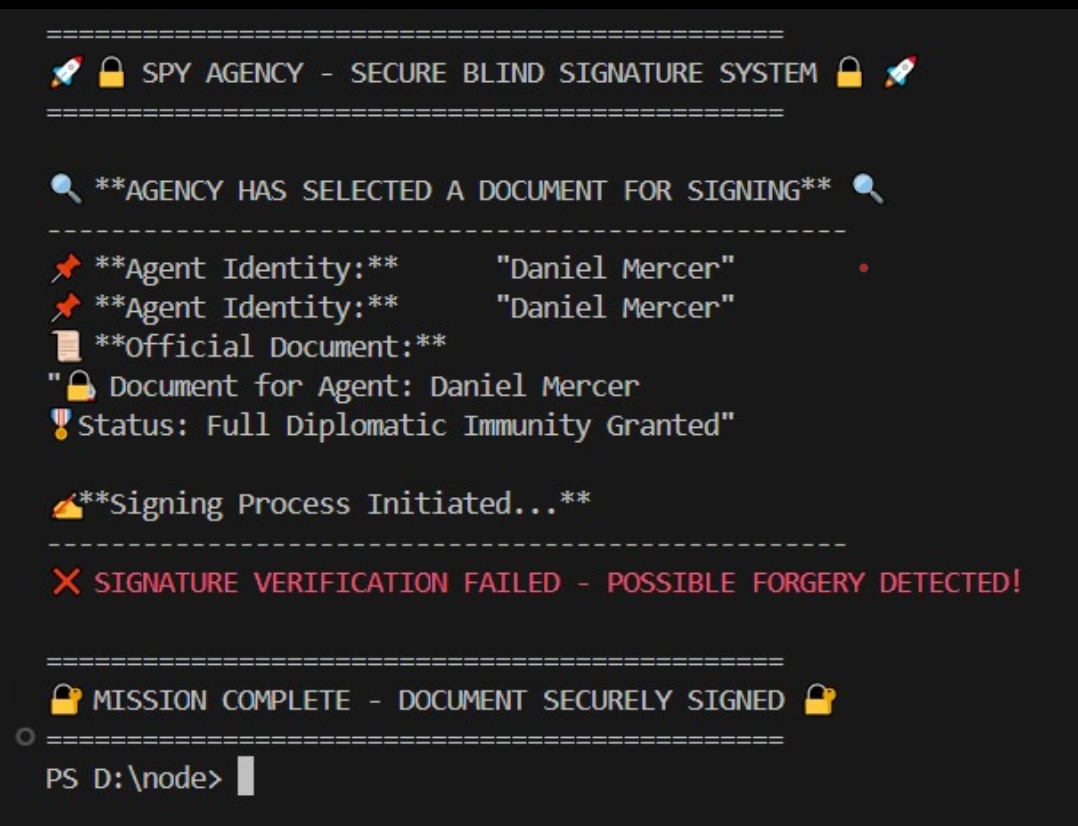 ==============================================
🚀 🔒 SPY AGENCY - SECURE BLIND SIGNATURE SYSTEM 🔒 🚀
==============================================
🔍 **AGENCY HAS SELECTED A DOCUMENT FOR SIGNING** 🔍
--------------------------------------------------
📌 **Agent Identity:**      "Daniel Mercer"
📌 **Agent Identity:**      "Daniel Mercer"
📜 **Official Document:**
"🔏 Document for Agent: Daniel Mercer
🎖Status: Full Diplomatic Immunity Granted"
✍**Signing Process Initiated...**
--------------------------------------------------
❌ SIGNATURE VERIFICATION FAILED - POSSIBLE FORGERY DETECTED!
==============================================
🔐 MISSION COMPLETE - DOCUMENT SECURELY SIGNED 🔐
==============================================
PS D:\node>